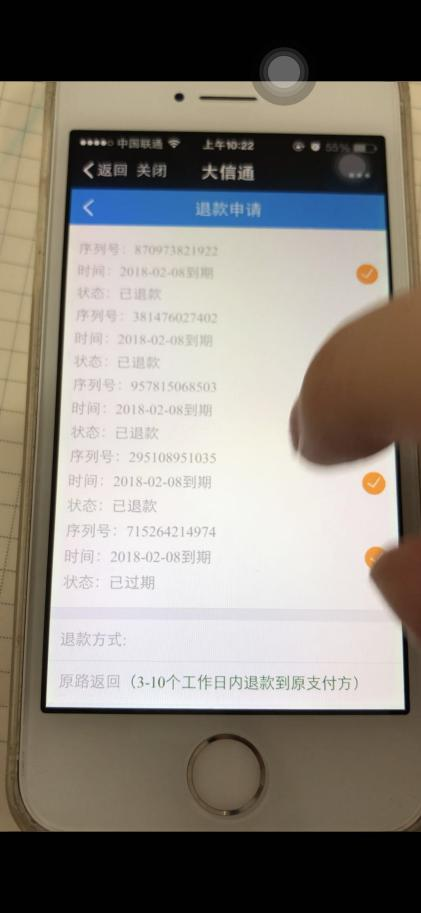 中国联通 上午10:22 55%
返回 关闭 大信通
退款申请
序列号：870973821922
时间：2018-02-08到期
状态：已退款
序列号：381476027402
时间：2018-02-08到期
状态：已退款
序列号：957815068503
时间：2018-02-08到期
状态：已退款
序列号：295108951035
时间：2018-02-08到期
状态：已退款
序列号：715264214974
时间：2018-02-08到期
状态：已过期
退款方式:
原路返回（3-10个工作日内退款到原支付方）